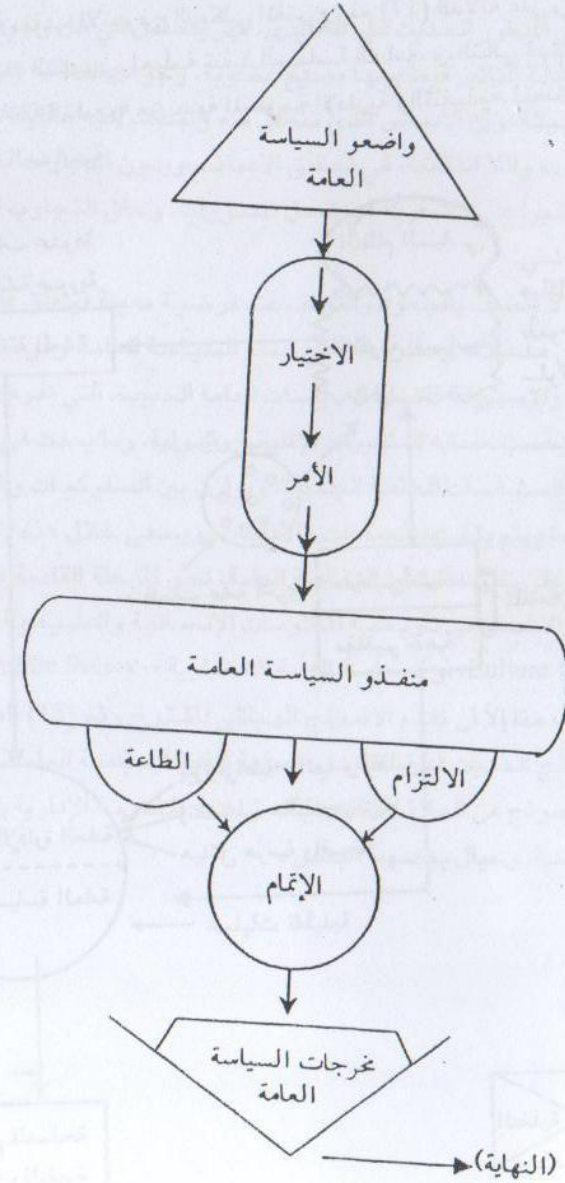 واضعو السياسة
العامة
الاختيار
الأمر
منفذو السياسة العامة
الالتزام
الطاعة
الإتمام
مخرجات السياسة
العامة
(النهاية)